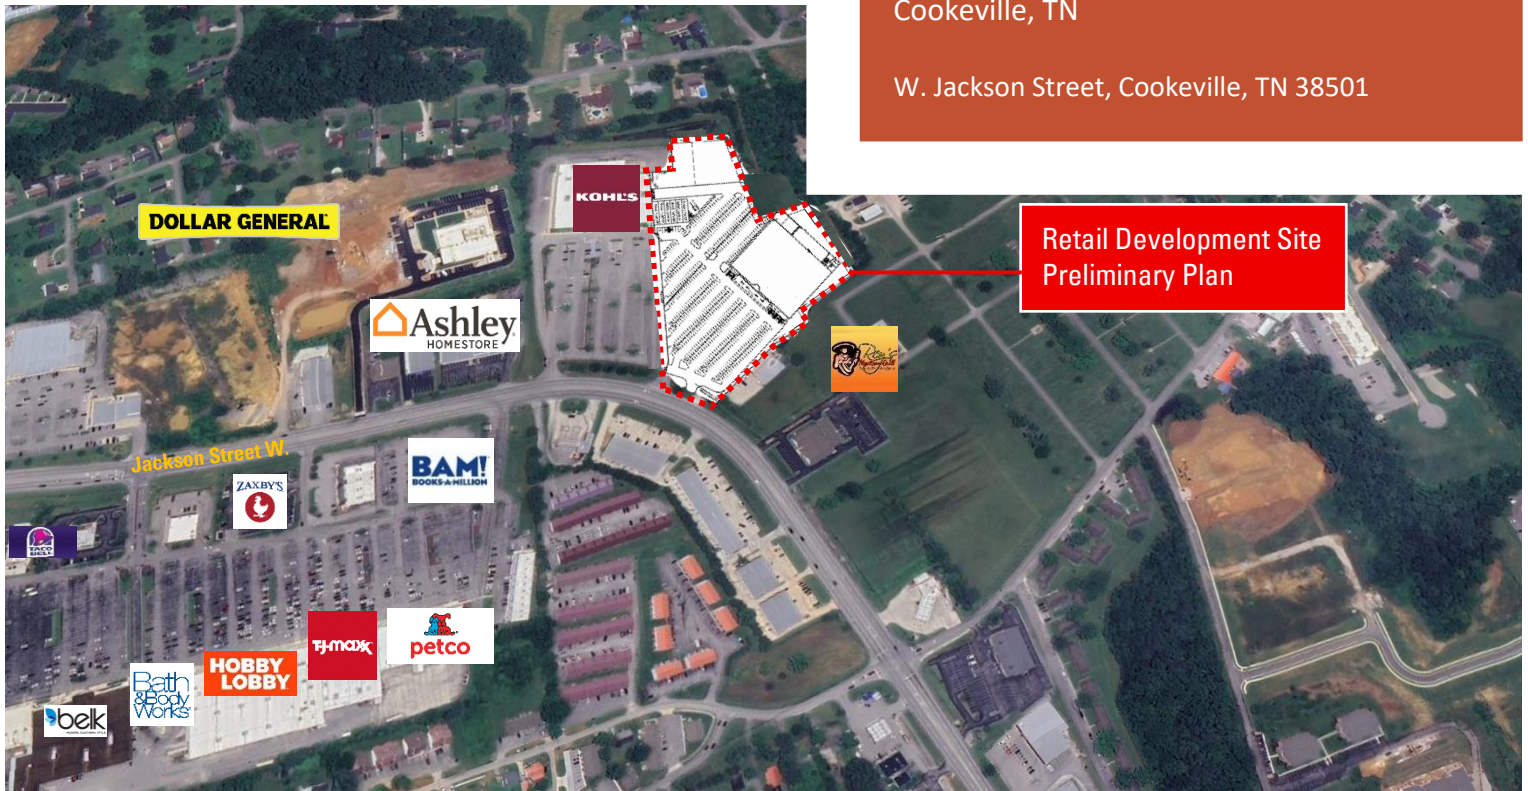 Cookeville, TN
W. Jackson Street, Cookeville, TN 38501
DOLLAR GENERAL
KOHL'S
Retail Development Site
Preliminary Plan
Ashley
HOMESTORE
Jackson Street W.
BAM!
BOOKS-A-MILLION
ZAXBY'S
TACO
BELL
T·J·maxx
petco
HOBBY
LOBBY
Bath
&Body
Works
belk